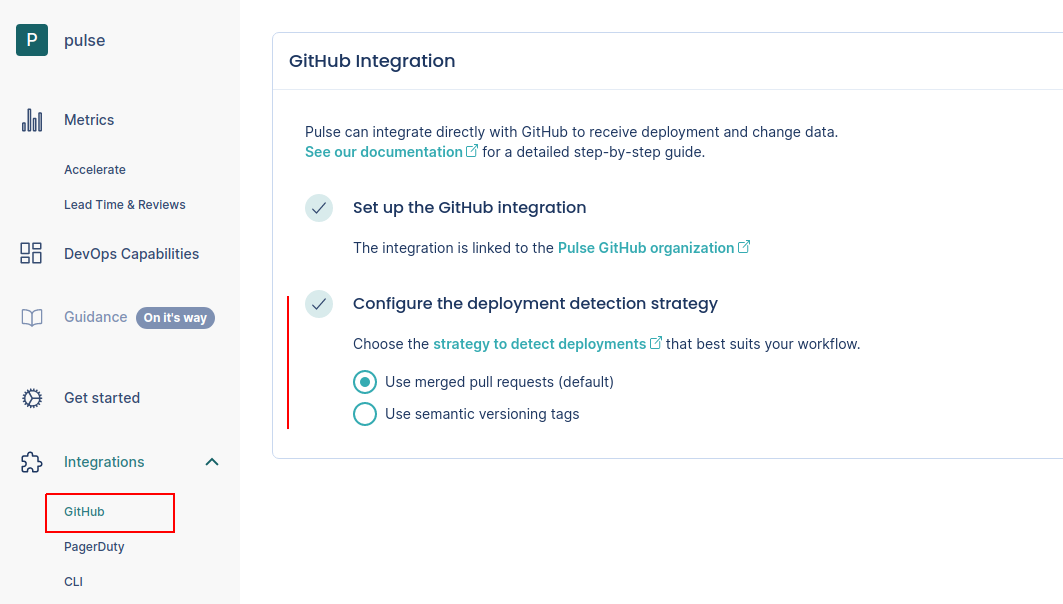 P pulse
Metrics
Accelerate
Lead Time & Reviews
DevOps Capabilities
Guidance On it's way
Get started
Integrations
GitHub
PagerDuty
CLI
GitHub Integration
Pulse can integrate directly with GitHub to receive deployment and change data.
See our documentation for a detailed step-by-step guide.
Set up the GitHub integration
The integration is linked to the Pulse GitHub organization
Configure the deployment detection strategy
Choose the strategy to detect deployments that best suits your workflow.
Use merged pull requests (default)
Use semantic versioning tags